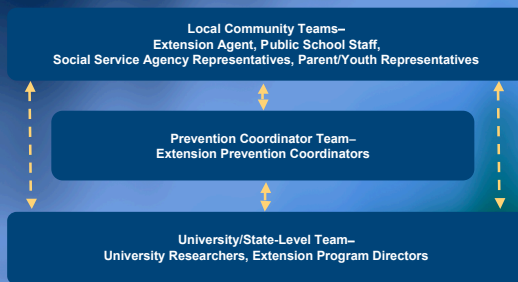 Local Community Teams–
Extension Agent, Public School Staff,
Social Service Agency Representatives, Parent/Youth Representatives
Prevention Coordinator Team–
Extension Prevention Coordinators
University/State-Level Team–
University Researchers, Extension Program Directors